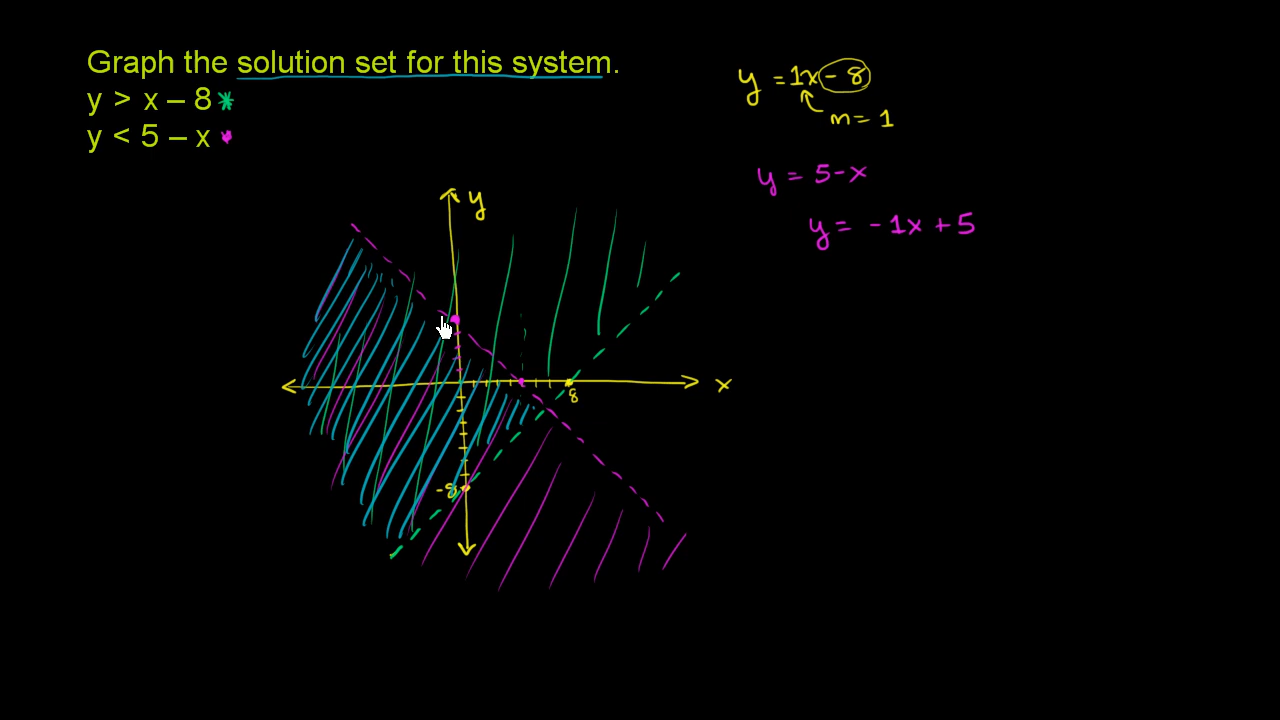 Graph the solution set for this system.
y > x – 8*
y < 5 – x
y = 1x - 8
m = 1
y = 5-x
y = -1x + 5
y
x
8
-8